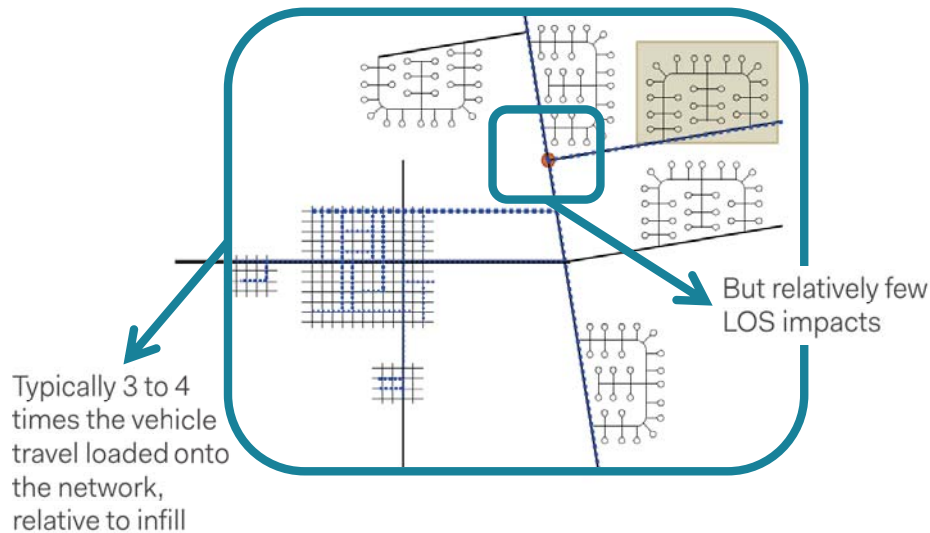 But relatively few
LOS impacts
Typically 3 to 4
times the vehicle
travel loaded onto
the network,
relative to infill